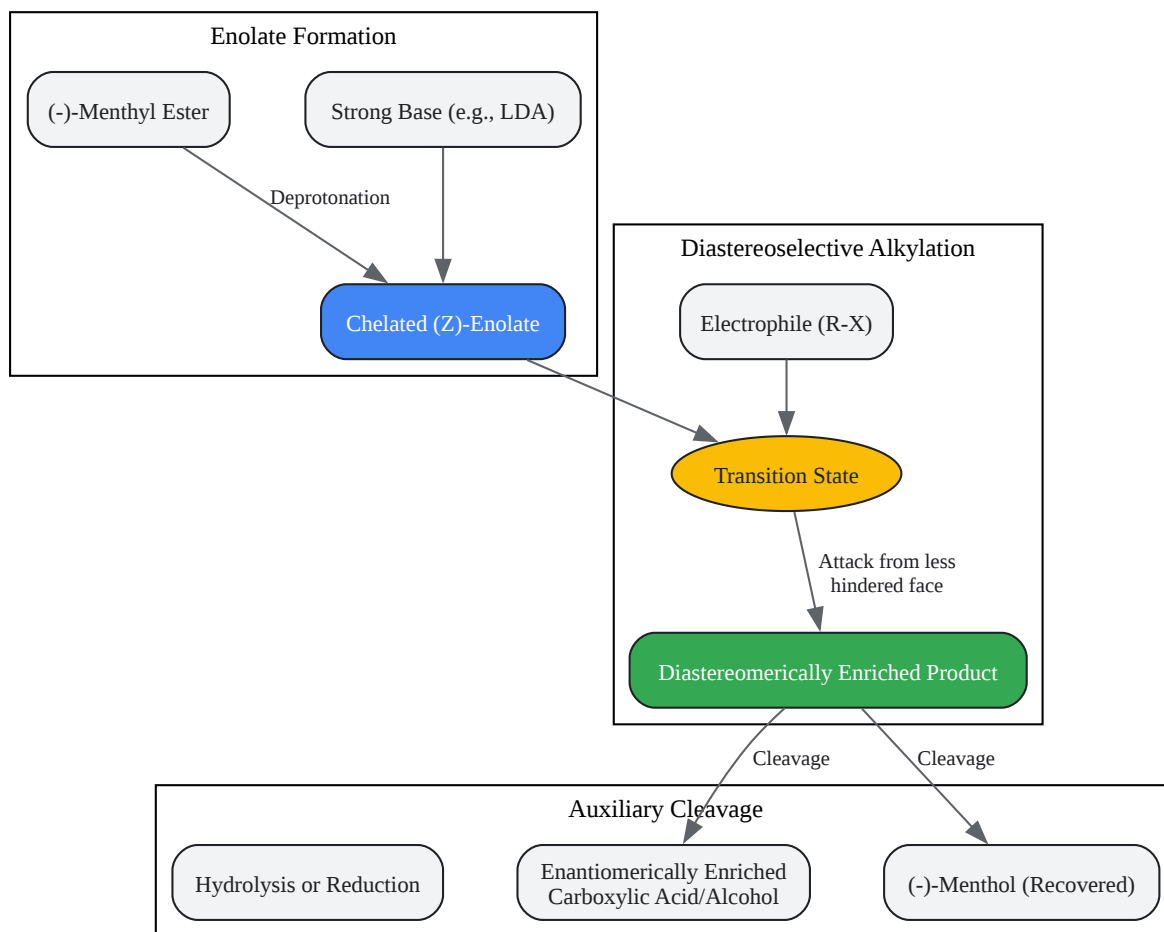 Enolate Formation
(-)-Menthyl Ester
Strong Base (e.g., LDA)
Deprotonation
Chelated (Z)-Enolate
Diastereoselective Alkylation
Electrophile (R-X)
Transition State
Attack from less
hindered face
Diastereomerically Enriched Product
Cleavage
Cleavage
Auxiliary Cleavage
Hydrolysis or Reduction
Enantiomerically Enriched
Carboxylic Acid/Alcohol
(-)-Menthol (Recovered)